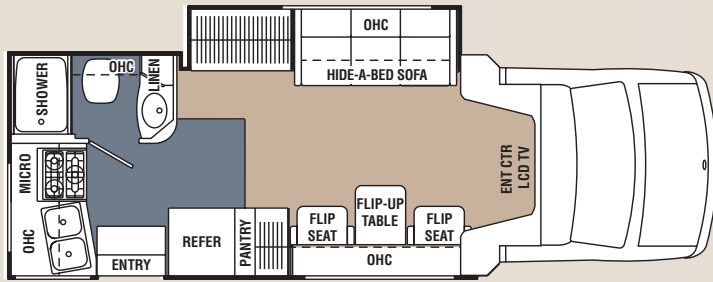 OHC
HIDE-A-BED SOFA
OHC
LINEN
SHOWER
MICRO
OHC
ENTRY
REFER
PANTRY
FLIP
SEAT
FLIP-UP
TABLE
FLIP
SEAT
OHC
ENT CTR
LCD TV